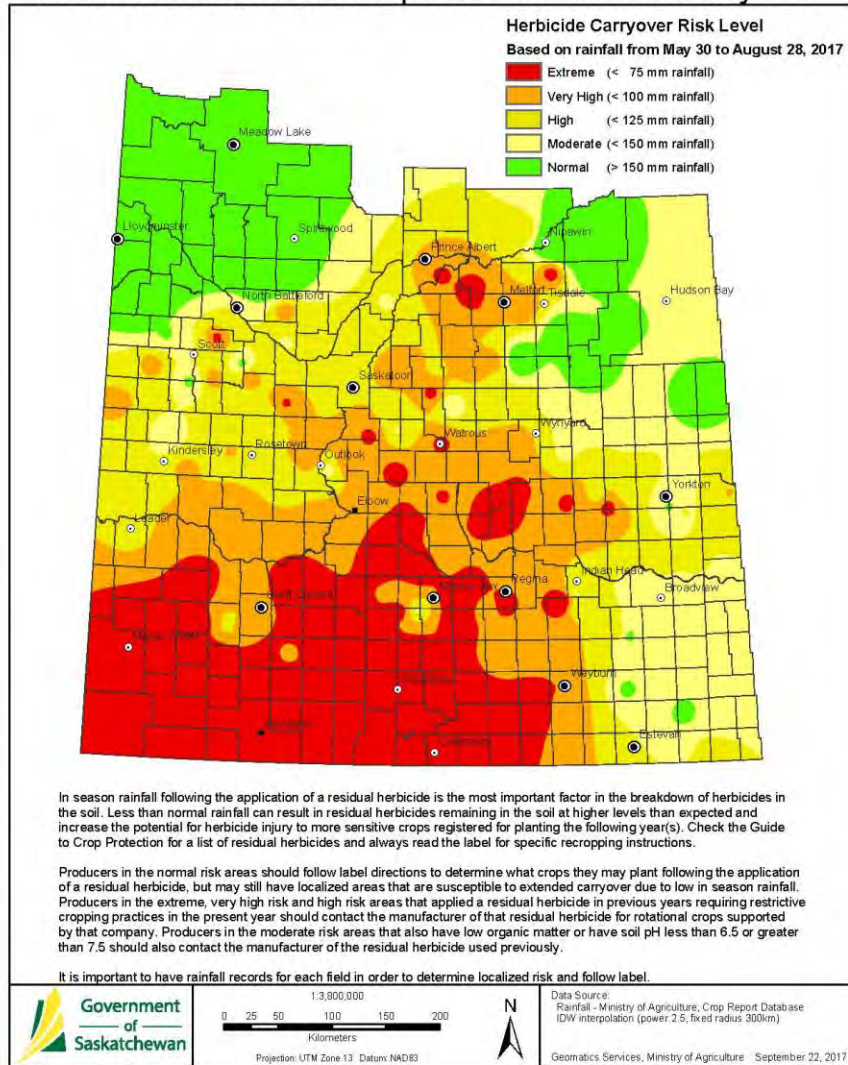 Herbicide Carryover Risk Level
Based on rainfall from May 30 to August 28, 2017
Extreme (< 75 mm rainfall)
Very High (< 100 mm rainfall)
High (< 125 mm rainfall)
Moderate (< 150 mm rainfall)
Normal (> 150 mm rainfall)
Meadow Lake
Lloydminster
Spiritwood
Nipawin
Prince Albert
North Battleford
Melfort
Tisdale
Hudson Bay
Scott
Saskatoon
Watrous
Wynyard
Kindersley
Rosetown
Outlook
Elbow
Yorkton
Leader
Indian Head
Regina
Broadview
Swift Current
Moose Jaw
Weyburn
Estevan
In season rainfall following the application of a residual herbicide is the most important factor in the breakdown of herbicides in
the soil. Less than normal rainfall can result in residual herbicides remaining in the soil at higher levels than expected and
increase the potential for herbicide injury to more sensitive crops registered for planting the following year(s). Check the Guide
to Crop Protection for a list of residual herbicides and always read the label for specific recropping instructions.
Producers in the normal risk areas should follow label directions to determine what crops they may plant following the application
of a residual herbicide, but may still have localized areas that are susceptible to extended carryover due to low in season rainfall.
Producers in the extreme, very high risk and high risk areas that applied a residual herbicide in previous years requiring restrictive
cropping practices in the present year should contact the manufacturer of that residual herbicide for rotational crops supported
by that company. Producers in the moderate risk areas that also have low organic matter or have soil pH less than 6.5 or greater
than 7.5 should also contact the manufacturer of the residual herbicide used previously.
It is important to have rainfall records for each field in order to determine localized risk and follow label.
Government
of
Saskatchewan
1:3,800,000
0 25 50 100 150 200
Kilometers
Projection: UTM Zone 13 Datum: NAD83
N
Data Source:
Rainfall - Ministry of Agriculture, Crop Report Database
IDW interpolation (power 2.5, fixed radius 300km)
Geomatics Services, Ministry of Agriculture September 22, 2017